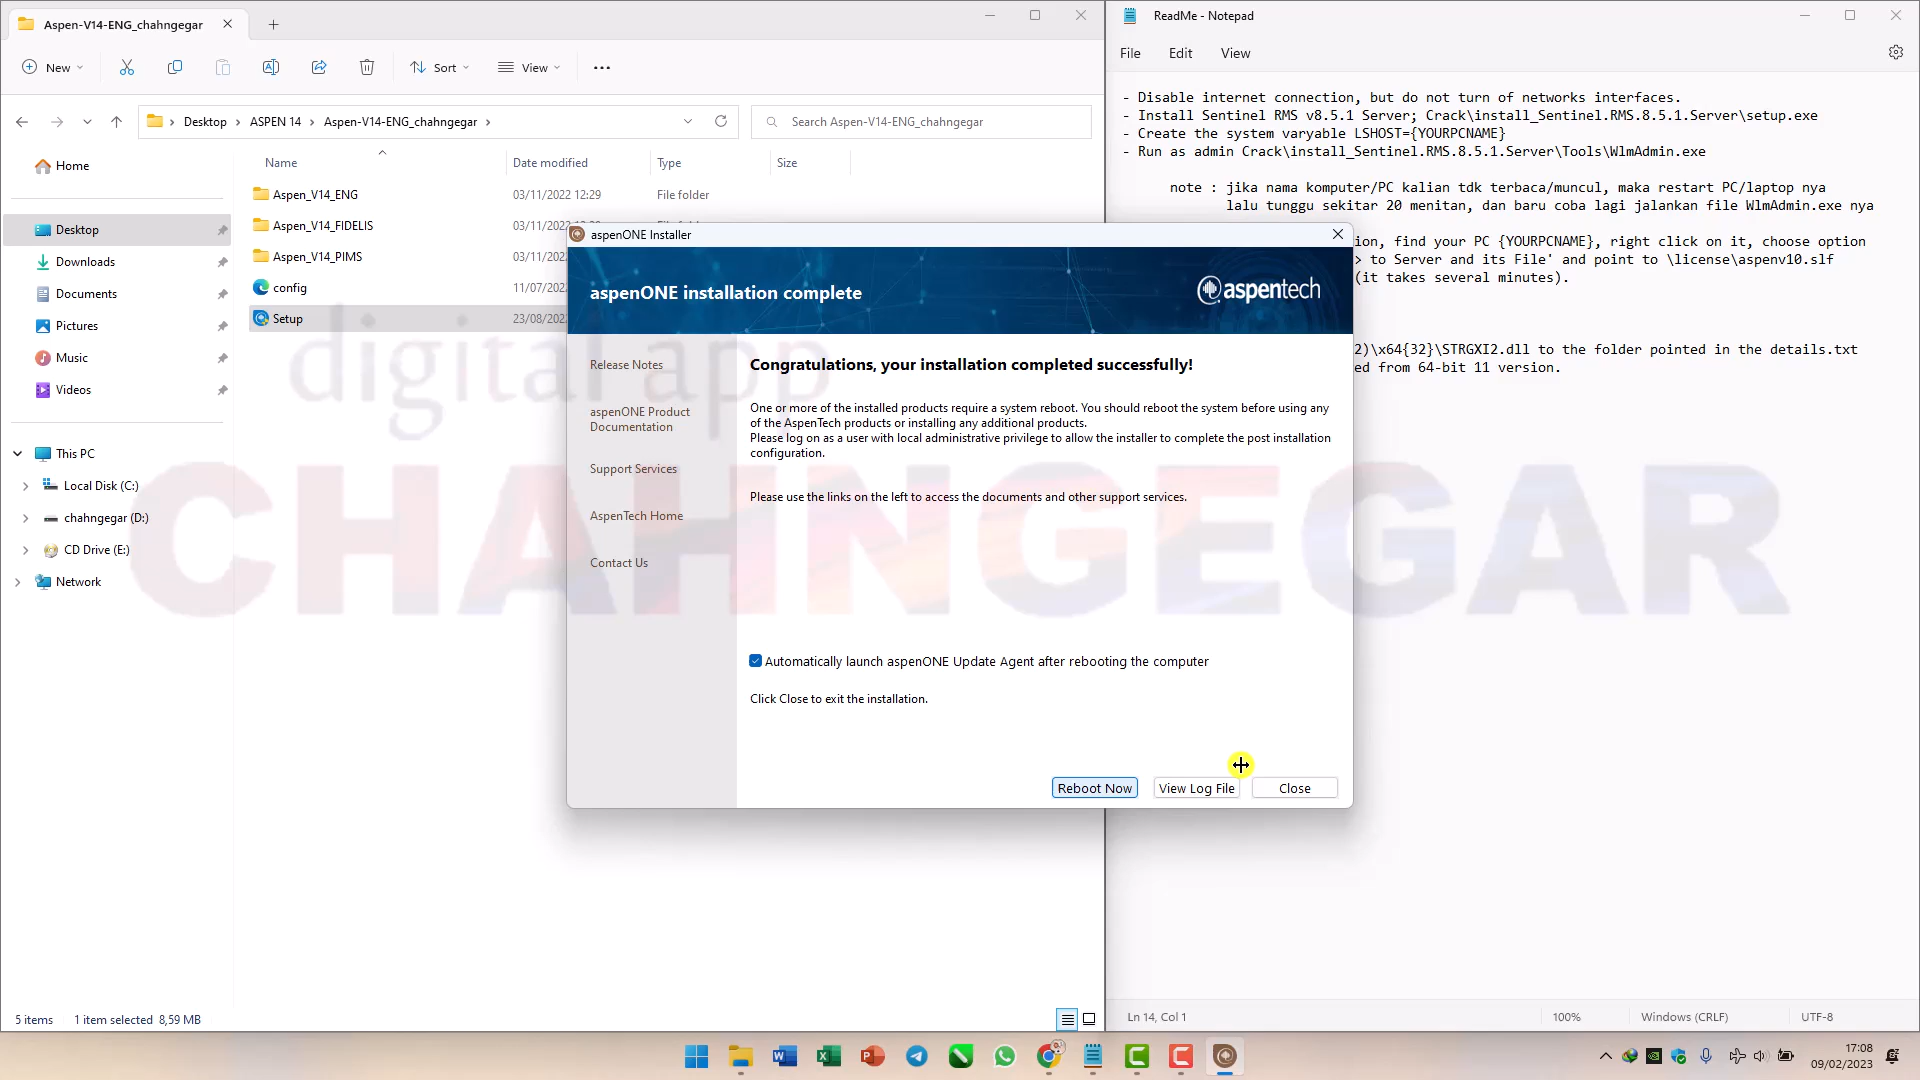 Aspen-V14-ENG_chahngegar
New
Sort
View
Desktop
ASPEN 14
Aspen-V14-ENG_chahngegar
Search Aspen-V14-ENG_chahngegar
Name
Date modified
Type
Size
Home
Desktop
Downloads
Documents
Pictures
Music
Videos
This PC
Local Disk (C:)
chahngegar (D:)
CD Drive (E:)
Network
Aspen_V14_ENG
03/11/2022 12:29
File folder
Aspen_V14_FIDELIS
Aspen_V14_PIMS
03/11/202
config
11/07/202
Setup
23/08/202
5 items
1 item selected 8,59 MB
ReadMe - Notepad
File
Edit
View
- Disable internet connection, but do not turn of networks interfaces.
- Install Sentinel RMS v8.5.1 Server; Crack\install_Sentinel.RMS.8.5.1.Server\setup.exe
- Create the system varyable LSHOST={YOURPCNAME}
- Run as admin Crack\install_Sentinel.RMS.8.5.1.Server\Tools\WlmAdmin.exe
note : jika nama komputer/PC kalian tdk terbaca/muncul, maka restart PC/laptop nya
lalu tunggu sekitar 20 menitan, dan baru coba lagi jalankan file WlmAdmin.exe nya
ion, find your PC {YOURPCNAME}, right click on it, choose option
> to Server and its File' and point to \license\aspenv10.slf
(it takes several minutes).
2)\x64{32}\STRGXI2.dll to the folder pointed in the details.txt
ed from 64-bit 11 version.
Ln 14, Col 1
100%
Windows (CRLF)
UTF-8
aspenONE Installer
aspenONE installation complete
aspentech
Release Notes
aspenONE Product
Documentation
Support Services
AspenTech Home
Contact Us
Congratulations, your installation completed successfully!
One or more of the installed products require a system reboot. You should reboot the system before using any
of the AspenTech products or installing any additional products.
Please log on as a user with local administrative privilege to allow the installer to complete the post installation
configuration.
Please use the links on the left to access the documents and other support services.
Automatically launch aspenONE Update Agent after rebooting the computer
Click Close to exit the installation.
Reboot Now
View Log File
Close
digital app
CHAHNGEGAR
17:08
09/02/2023